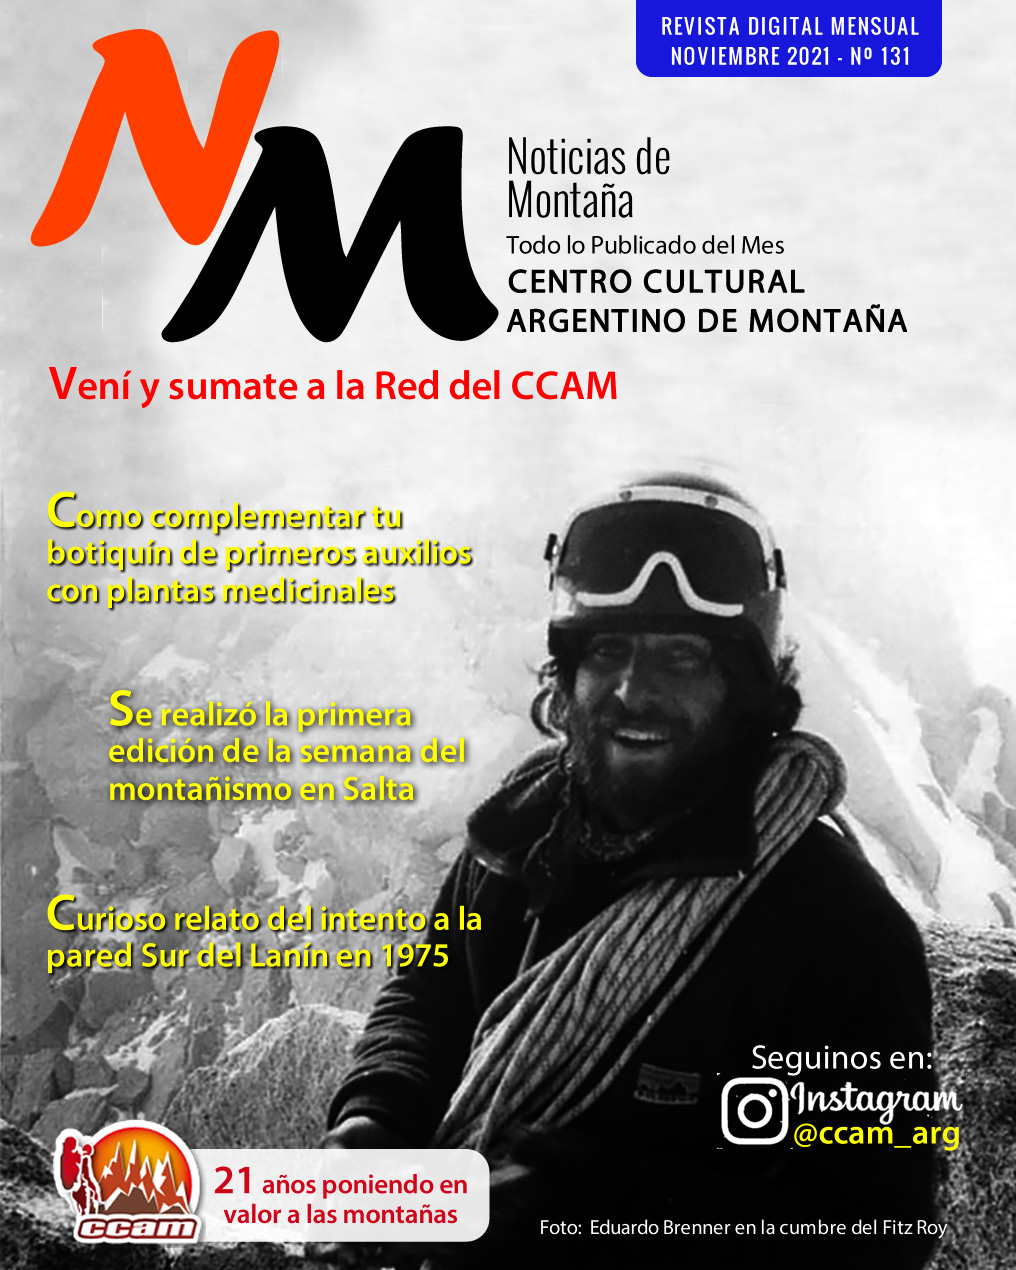 REVISTA DIGITAL MENSUAL
NOVIEMBRE 2021 - Nº 131
NM
Noticias de
Montaña
Todo lo Publicado del Mes
CENTRO CULTURAL
ARGENTINO DE MONTAÑA
Vení y sumate a la Red del CCAM
Como complementar tu
botiquín de primeros auxilios
con plantas medicinales
Se realizó la primera
edición de la semana del
montañismo en Salta
Curioso relato del intento a la
pared Sur del Lanín en 1975
Seguinos en:
Instagram
@ccam_arg
ccam
21 años poniendo en
valor a las montañas
Foto: Eduardo Brenner en la cumbre del Fitz Roy